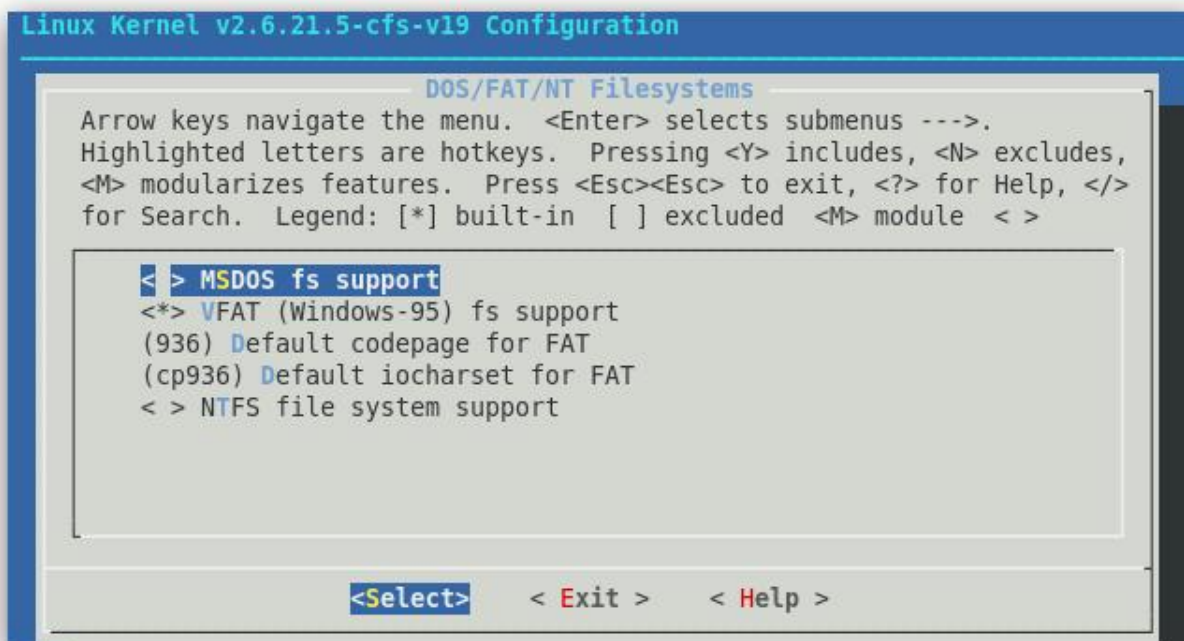 Linux Kernel v2.6.21.5-cfs-v19 Configuration
DOS/FAT/NT Filesystems
Arrow keys navigate the menu.  <Enter> selects submenus --->.
Highlighted letters are hotkeys.  Pressing <Y> includes, <N> excludes,
<M> modularizes features.  Press <Esc><Esc> to exit, <?> for Help, </>
for Search.  Legend: [*] built-in  [ ] excluded  <M> module  < >
< > MSDOS fs support
<*> VFAT (Windows-95) fs support
(936) Default codepage for FAT
(cp936) Default iocharset for FAT
< > NTFS file system support
<Select>    < Exit >    < Help >